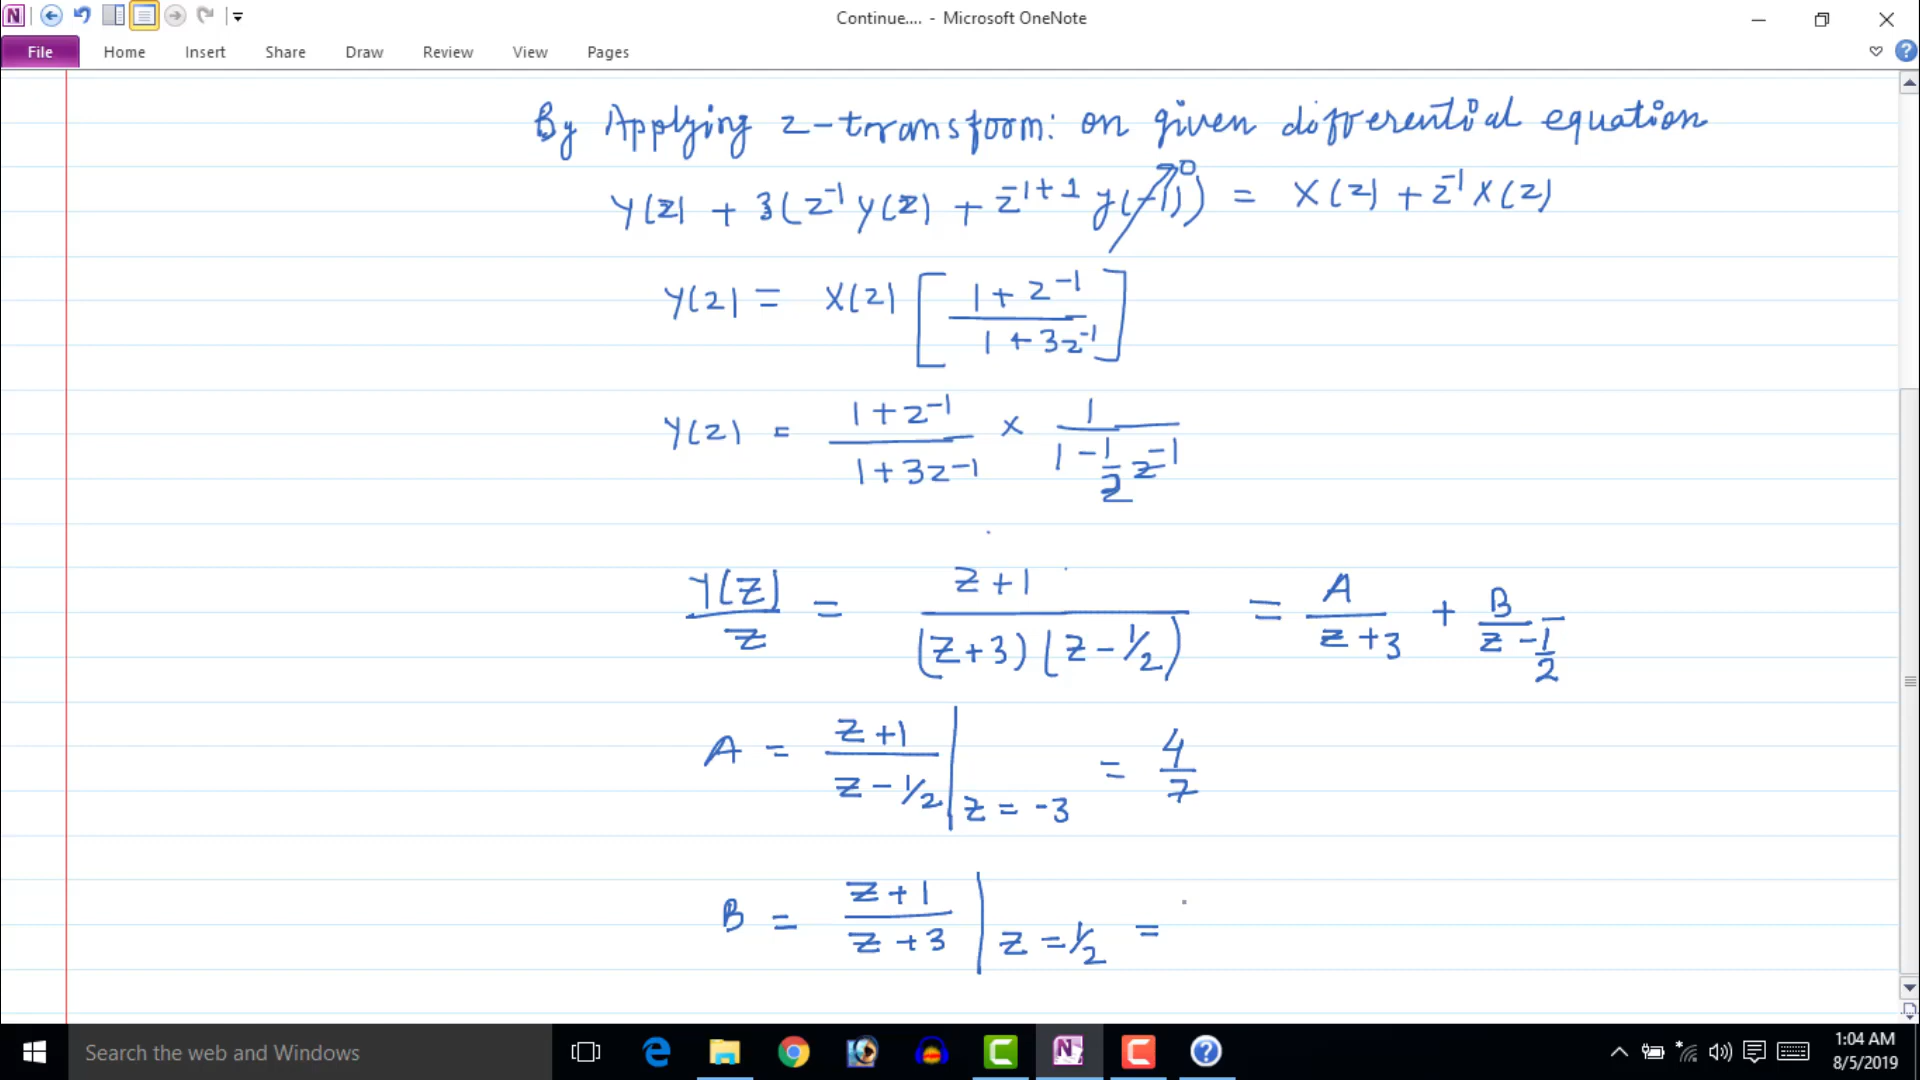 Continue.... - Microsoft OneNote
File Home Insert Share Draw Review View Pages
By Applying z-transform: on given differential equation
Y(z) + 3(z⁻¹ Y(z) + z⁻¹⁺¹ y(-1)) = X(z) + z⁻¹ X(z)
0
Y(z) = X(z) [ (1 + z⁻¹) / (1 + 3z⁻¹) ]
Y(z) = (1 + z⁻¹) / (1 + 3z⁻¹) × 1 / (1 - 1/2 z⁻¹)
Y(z)/z = (z + 1) / ((z+3)(z-1/2)) = A/(z+3) + B/(z - 1/2)
A = (z+1)/(z-1/2) | z = -3 = 4/7
B = (z+1)/(z+3) | z = 1/2 =
Search the web and Windows
1:04 AM
8/5/2019